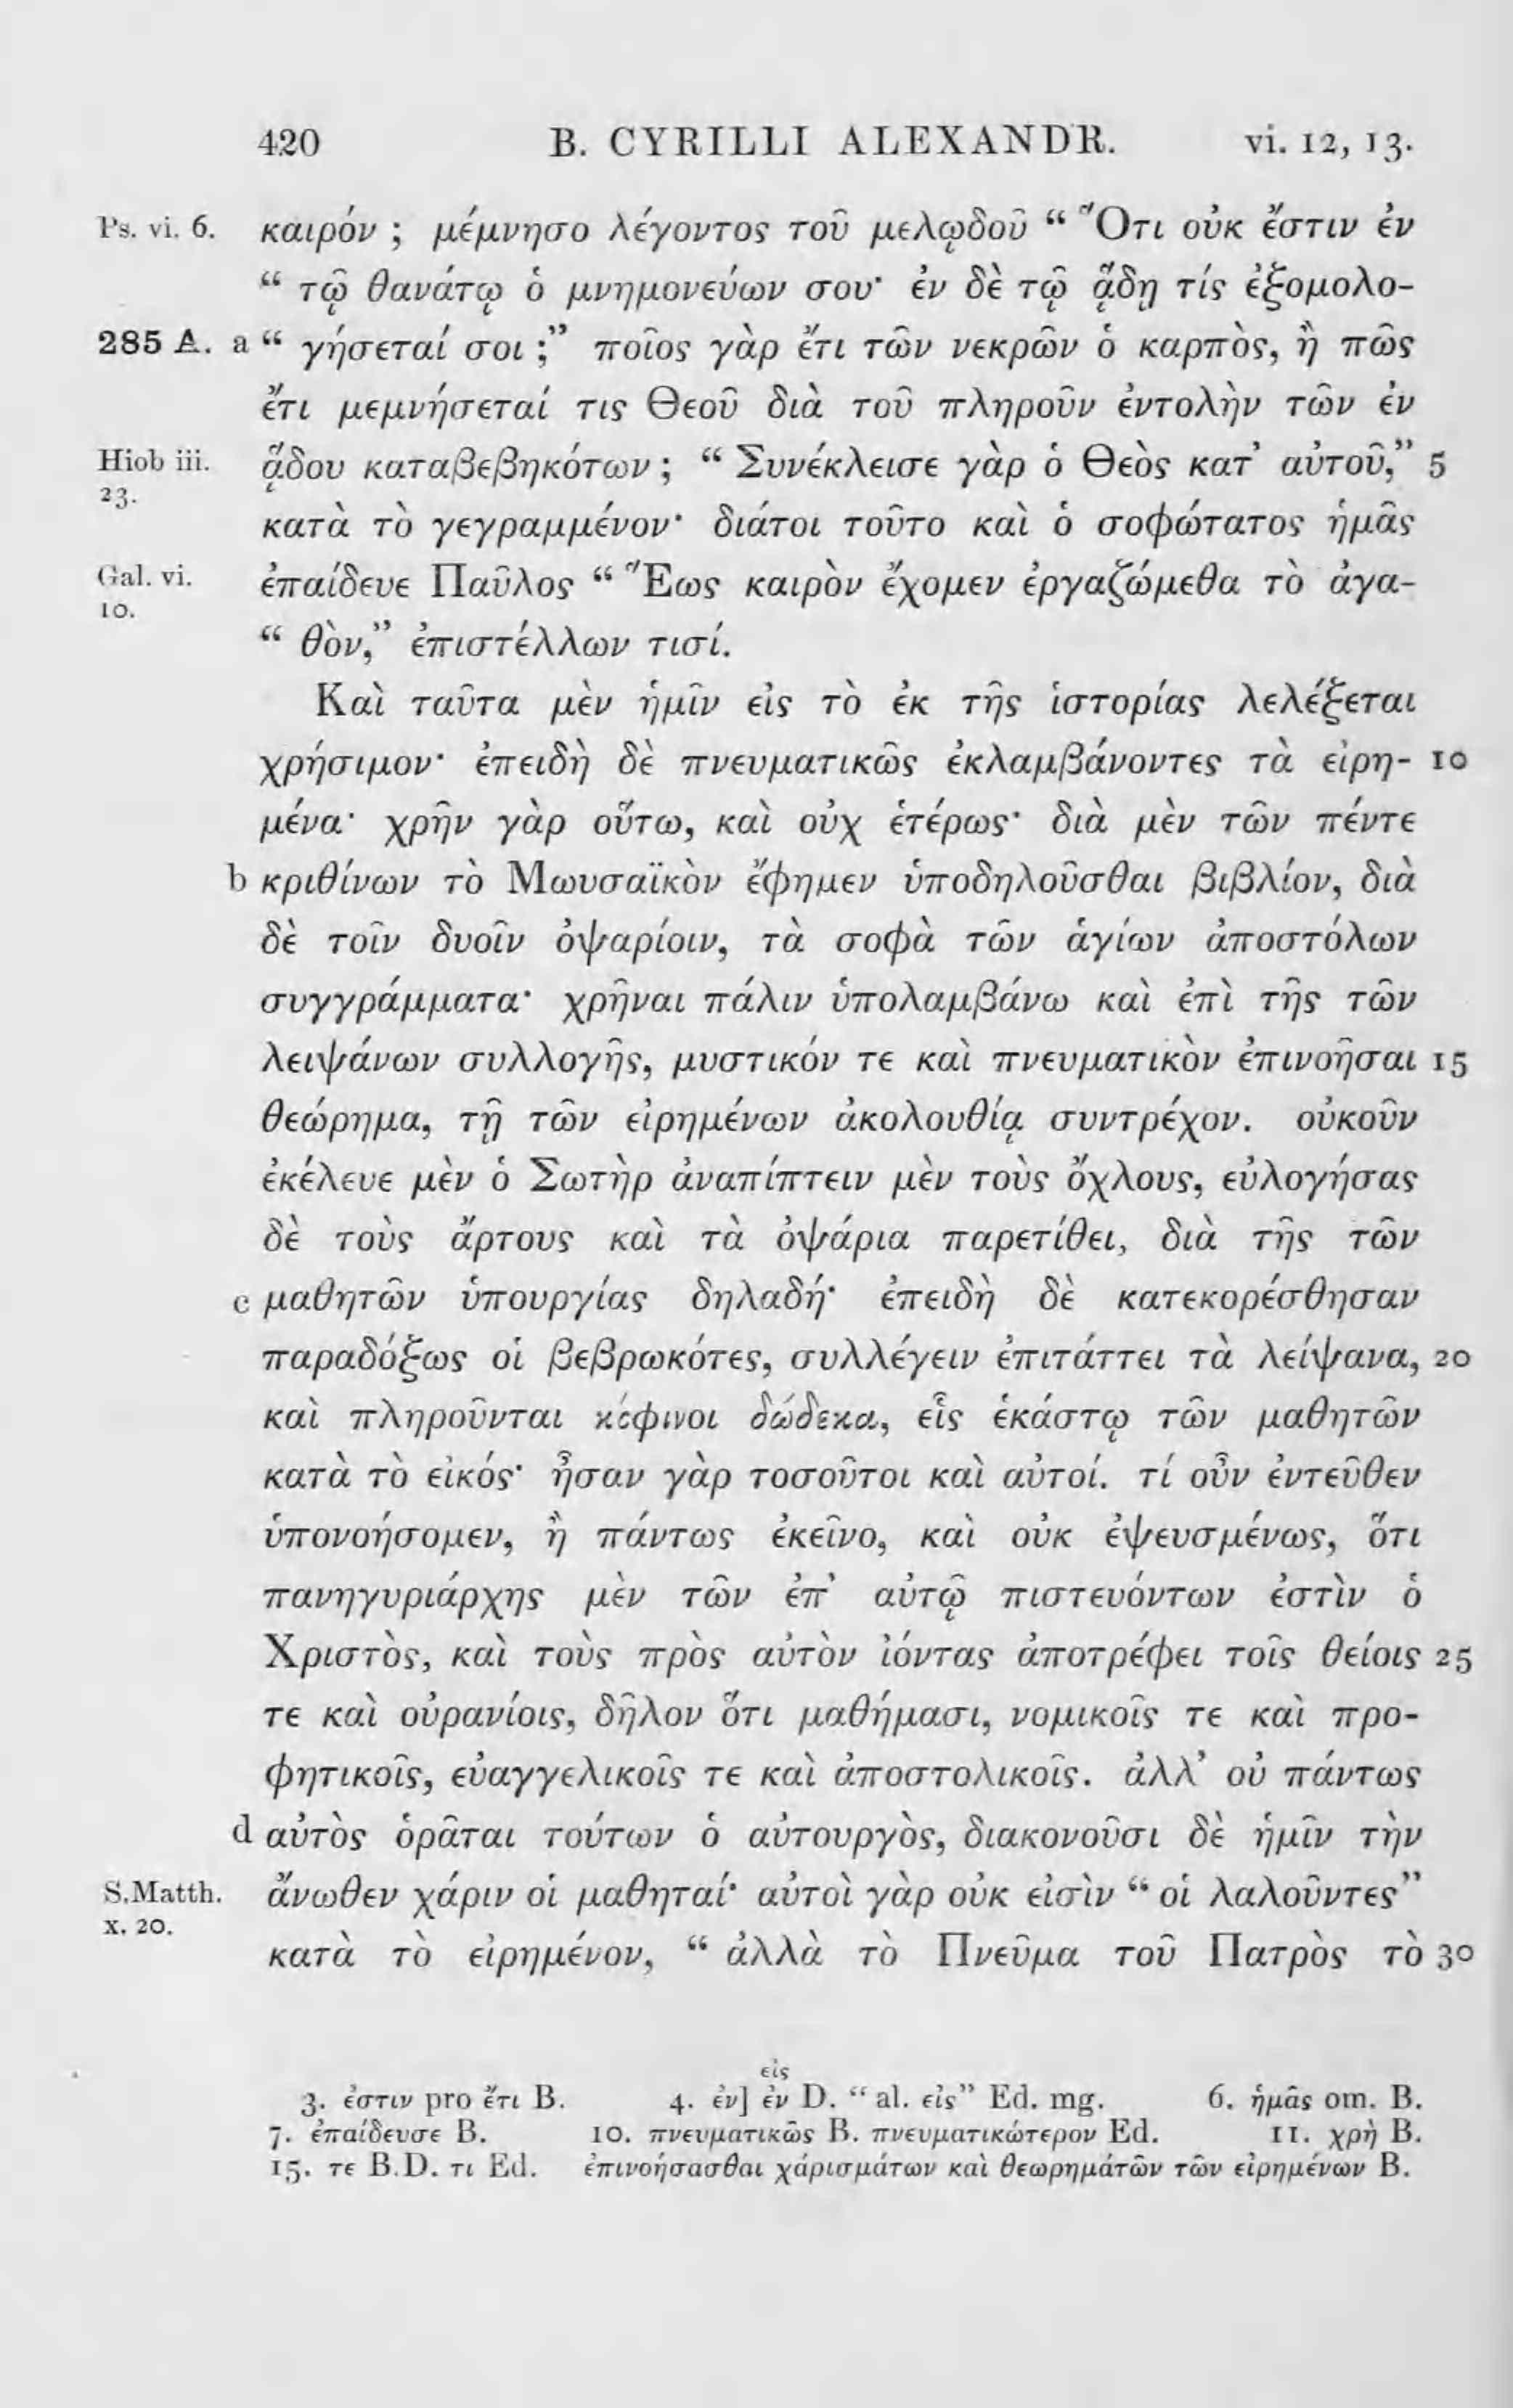 420 B. CYRILLI ALEXANDR. vi. 12, 13.
Ps. vi. 6. καιρόν ; μέμνησο λέγοντος τοῦ μελῳδοῦ “ Ὅτι οὐκ ἔστιν ἐν
“ τῷ θανάτῳ ὁ μνημονεύων σου· ἐν δὲ τῷ ᾅδῃ τίς ἐξομολο-
285 A. a “ γήσεταί σοι ;” ποῖος γὰρ ἔτι τῶν νεκρῶν ὁ καρπὸς, ἢ πῶς
ἔτι μεμνήσεταί τις Θεοῦ διὰ τοῦ πληροῦν ἐντολὴν τῶν ἐν
Hiob iii. ᾅδου καταβεβηκότων ; “ Συνέκλεισε γὰρ ὁ Θεὸς κατ’ αὐτοῦ,” 5
23.
κατὰ τὸ γεγραμμένον· διάτοι τοῦτο καὶ ὁ σοφώτατος ἡμᾶς
Gal. vi. ἐπαίδευε Παῦλος “ Ἕως καιρὸν ἔχομεν ἐργαζώμεθα τὸ ἀγα-
10.
“ θὸν,” ἐπιστέλλων τισί.
Καὶ ταῦτα μὲν ἡμῖν εἰς τὸ ἐκ τῆς ἱστορίας λελέξεται
χρήσιμον· ἐπειδὴ δὲ πνευματικῶς ἐκλαμβάνοντες τὰ εἰρη- 10
μένα· χρῆν γὰρ οὕτω, καὶ οὐχ ἑτέρως· διὰ μὲν τῶν πέντε
b κριθίνων τὸ Μωυσαϊκὸν ἔφημεν ὑποδηλοῦσθαι βιβλίον, διὰ
δὲ τοῖν δυοῖν ὀψαρίοιν, τὰ σοφὰ τῶν ἁγίων ἀποστόλων
συγγράμματα· χρῆναι πάλιν ὑπολαμβάνω καὶ ἐπὶ τῆς τῶν
λειψάνων συλλογῆς, μυστικόν τε καὶ πνευματικὸν ἐπινοῆσαι 15
θεώρημα, τῇ τῶν εἰρημένων ἀκολουθίᾳ συντρέχον. οὐκοῦν
ἐκέλευε μὲν ὁ Σωτὴρ ἀναπίπτειν μὲν τοὺς ὄχλους, εὐλογήσας
δὲ τοὺς ἄρτους καὶ τὰ ὀψάρια παρετίθει, διὰ τῆς τῶν
c μαθητῶν ὑπουργίας δηλαδή· ἐπειδὴ δὲ κατεκορέσθησαν
παραδόξως οἱ βεβρωκότες, συλλέγειν ἐπιτάττει τὰ λείψανα, 20
καὶ πληροῦνται κόφινοι δώδεκα, εἷς ἑκάστῳ τῶν μαθητῶν
κατὰ τὸ εἰκός· ἦσαν γὰρ τοσοῦτοι καὶ αὐτοί. τί οὖν ἐντεῦθεν
ὑπονοήσομεν, ἢ πάντως ἐκεῖνο, καὶ οὐκ ἐψευσμένως, ὅτι
πανηγυριάρχης μὲν τῶν ἐπ’ αὐτῷ πιστευόντων ἐστὶν ὁ
Χριστὸς, καὶ τοὺς πρὸς αὐτὸν ἰόντας ἀποτρέφει τοῖς θείοις 25
τε καὶ οὐρανίοις, δῆλον ὅτι μαθήμασι, νομικοῖς τε καὶ προ-
φητικοῖς, εὐαγγελικοῖς τε καὶ ἀποστολικοῖς. ἀλλ’ οὐ πάντως
d αὐτὸς ὁρᾶται τούτων ὁ αὐτουργὸς, διακονοῦσι δὲ ἡμῖν τὴν
S.Matth. ἄνωθεν χάριν οἱ μαθηταί· αὐτοὶ γὰρ οὐκ εἰσὶν “ οἱ λαλοῦντες”
x. 20.
κατὰ τὸ εἰρημένον, “ ἀλλὰ τὸ Πνεῦμα τοῦ Πατρὸς τὸ 30
εις
3. ἐστιν pro ἔτι B. 4. ἐν] ἐν D. “ al. εἰς” Ed. mg. 6. ἡμᾶς om. B.
7. ἐπαίδευσε B. 10. πνευματικῶς B. πνευματικώτερον Ed. 11. χρὴ B.
15. τε B.D. τι Ed. ἐπινοήσασθαι χάρισμάτων καὶ θεωρημάτῶν τῶν εἰρημένων B.